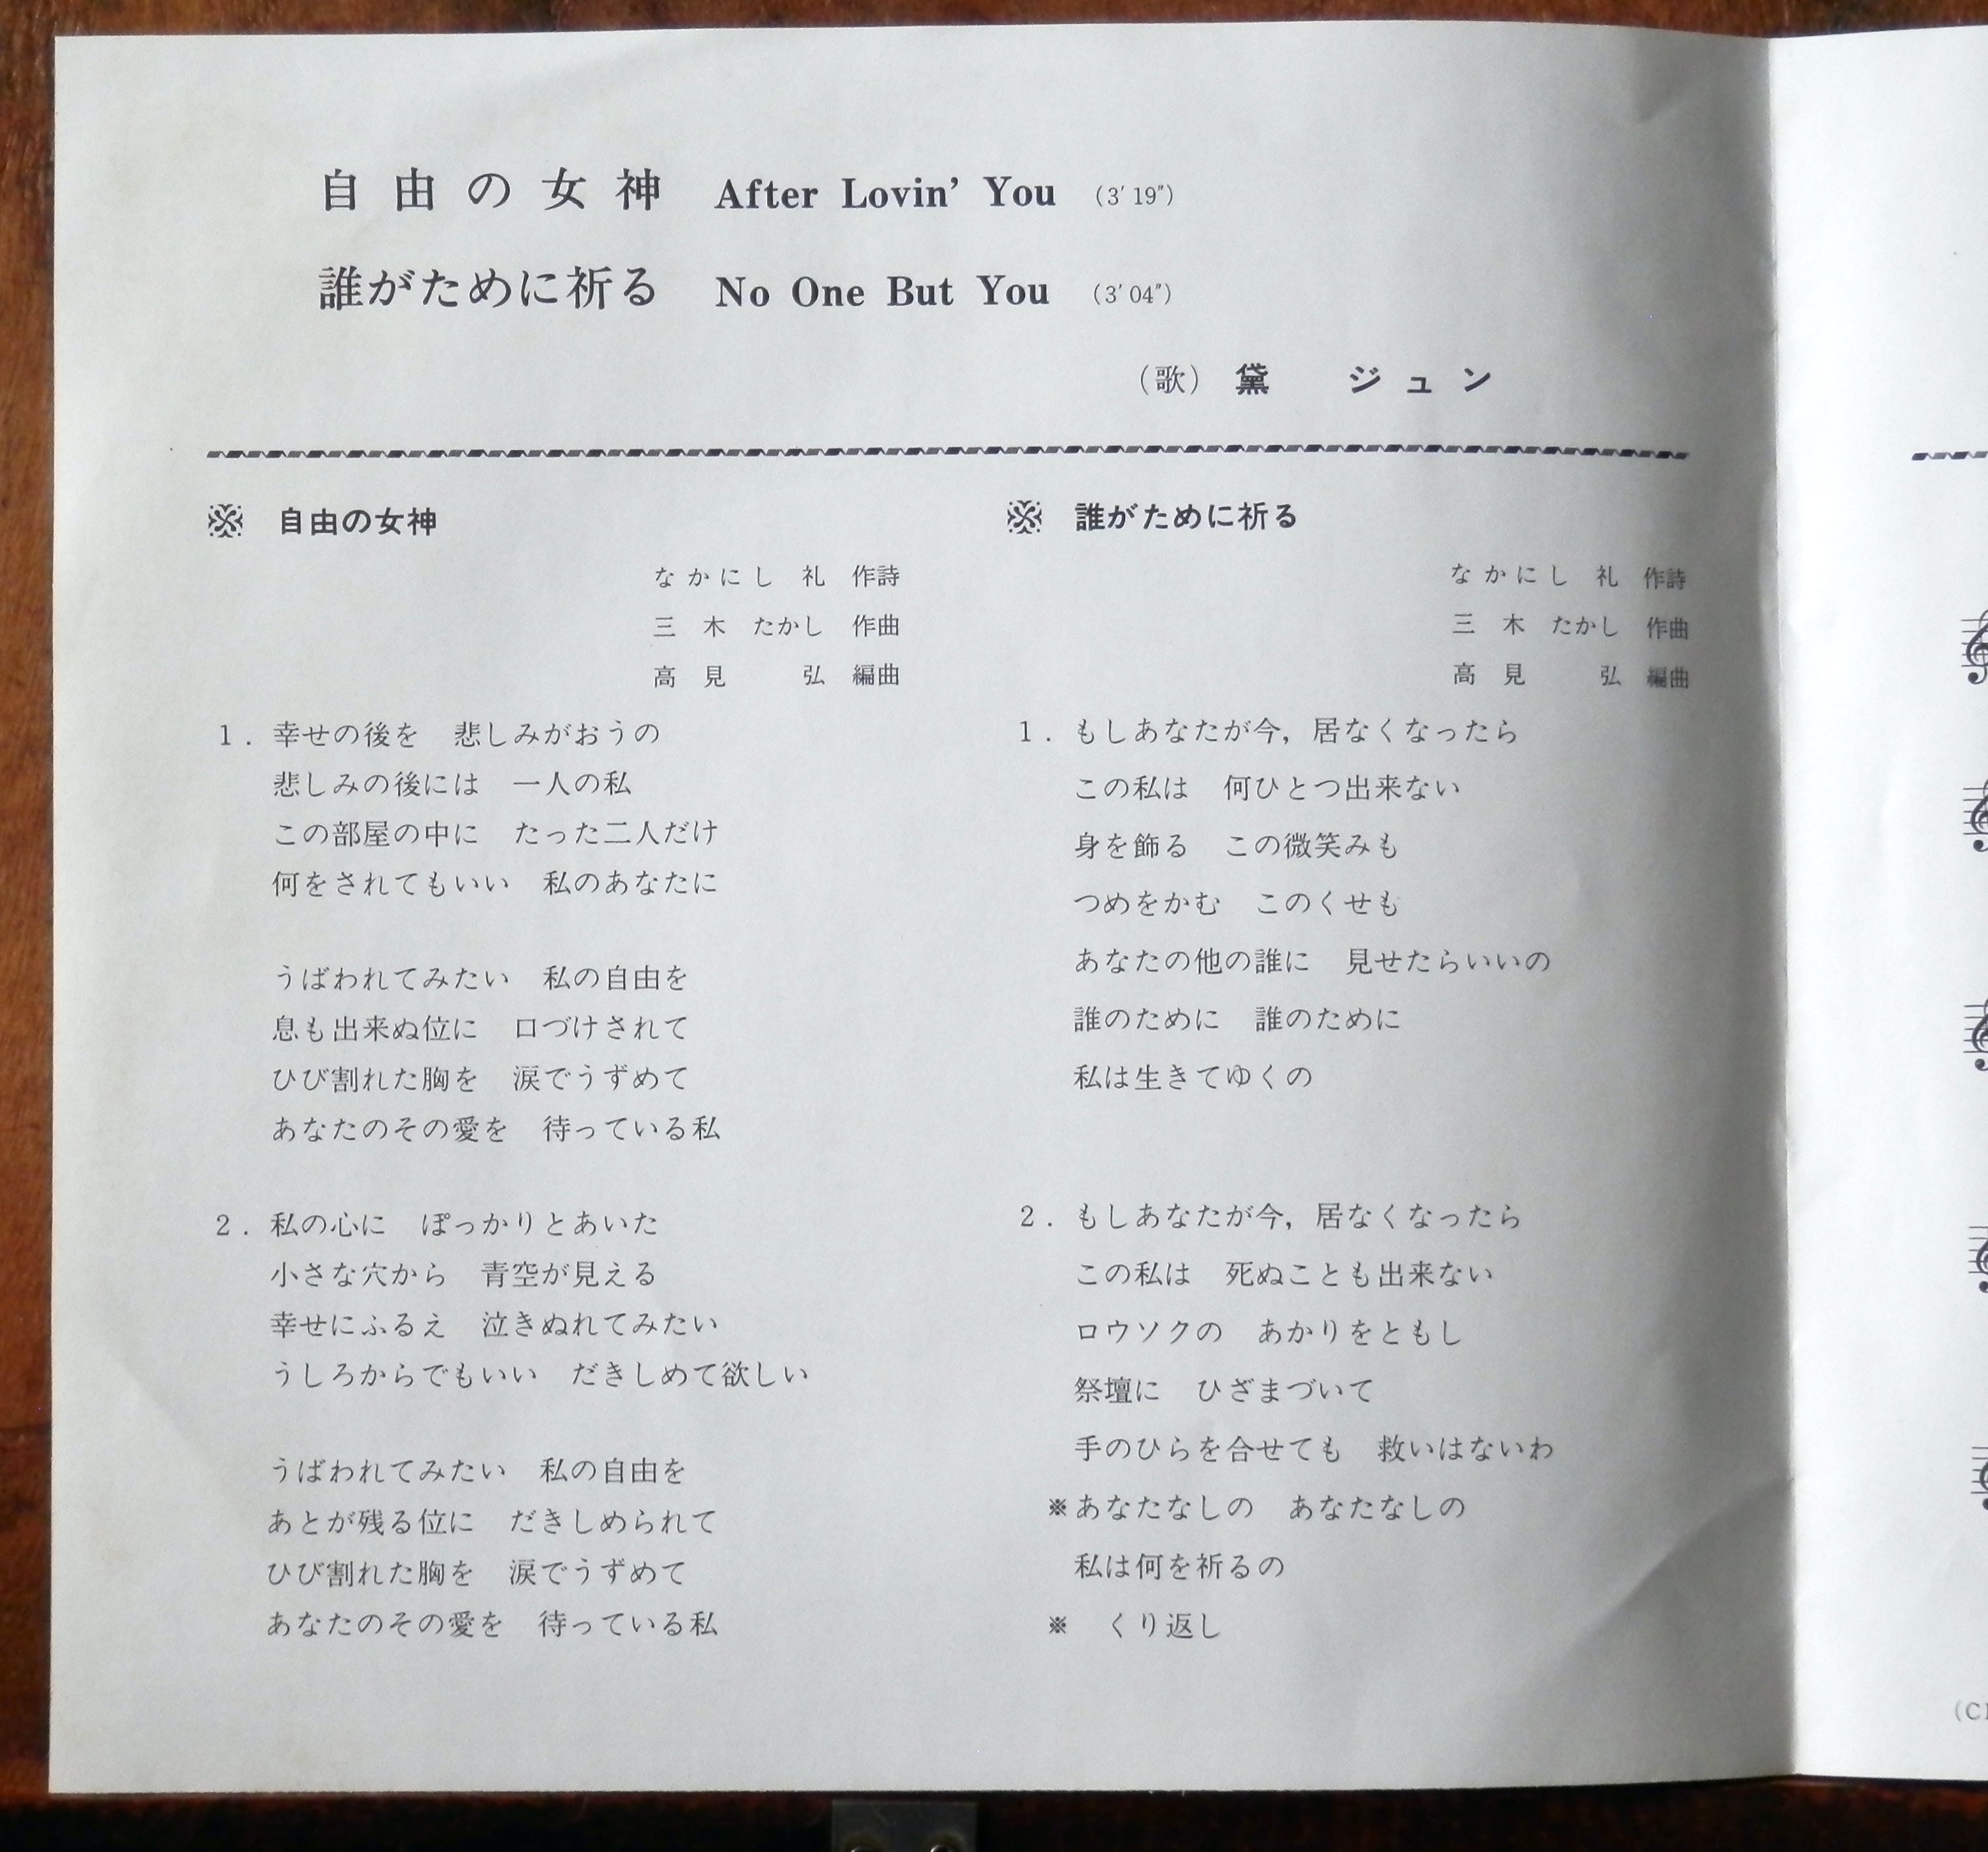 自由の女神 After Lovin' You (3′19″)
誰がために祈る No One But You (3′04″)
(歌) 黛 ジュン
自由の女神
なかにし 礼 作詩
三木 たかし 作曲
高見 弘 編曲
1. 幸せの後を 悲しみがおうの
悲しみの後には 一人の私
この部屋の中に たった二人だけ
何をされてもいい 私のあなたに
うばわれてみたい 私の自由を
息も出来ぬ位に 口づけされて
ひび割れた胸を 涙でうずめて
あなたのその愛を 待っている私
2. 私の心に ぽっかりとあいた
小さな穴から 青空が見える
幸せにふるえ 泣きぬれてみたい
うしろからでもいい だきしめて欲しい
うばわれてみたい 私の自由を
あとが残る位に だきしめられて
ひび割れた胸を 涙でうずめて
あなたのその愛を 待っている私
誰がために祈る
なかにし 礼 作詩
三木 たかし 作曲
高見 弘 編曲
1. もしあなたが今, 居なくなったら
この私は 何ひとつ出来ない
身を飾る この微笑みも
つめをかむ このくせも
あなたの他の誰に 見せたらいいの
誰のために 誰のために
私は生きてゆくの
2. もしあなたが今, 居なくなったら
この私は 死ぬことも出来ない
ロウソクの あかりをともし
祭壇に ひざまづいて
手のひらを合せても 救いはないわ
※あなたなしの あなたなしの
私は何を祈るの
※ くり返し